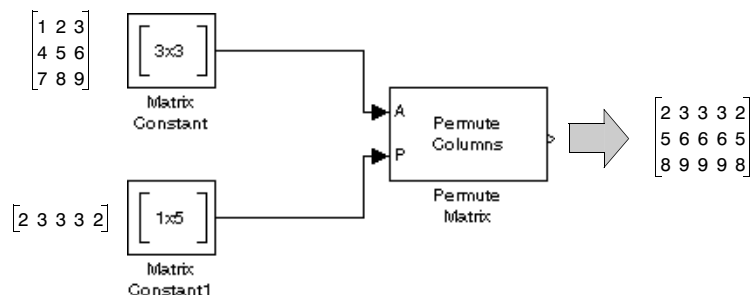 1 2 3
4 5 6
7 8 9
3x3
Matrix
Constant
A
P
Permute
Columns
Permute
Matrix
2 3 3 3 2
5 6 6 6 5
8 9 9 9 8
2 3 3 3 2
1x5
Matrix
Constant1